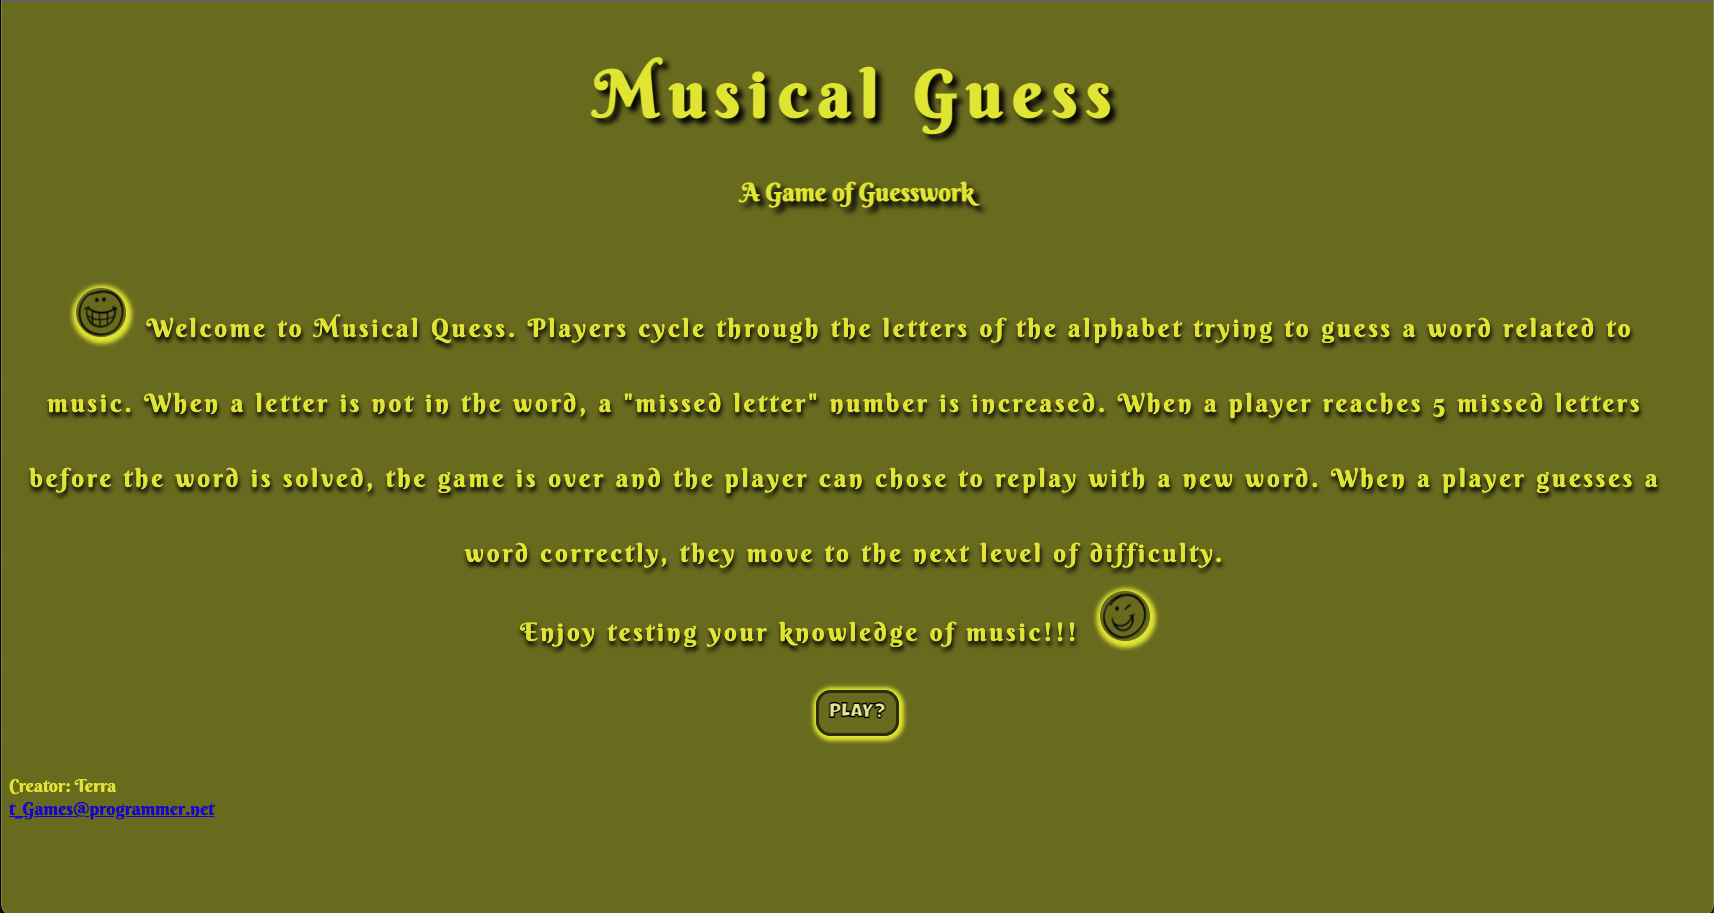 Musical Guess
A Game of Guesswork
Welcome to Musical Quess. Players cycle through the letters of the alphabet trying to guess a word related to
music. When a letter is not in the word, a "missed letter" number is increased. When a player reaches 5 missed letters
before the word is solved, the game is over and the player can chose to replay with a new word. When a player guesses a
word correctly, they move to the next level of difficulty.
Enjoy testing your knowledge of music!!!
PLAY?
Creator: Terra
t_Games@programmer.net